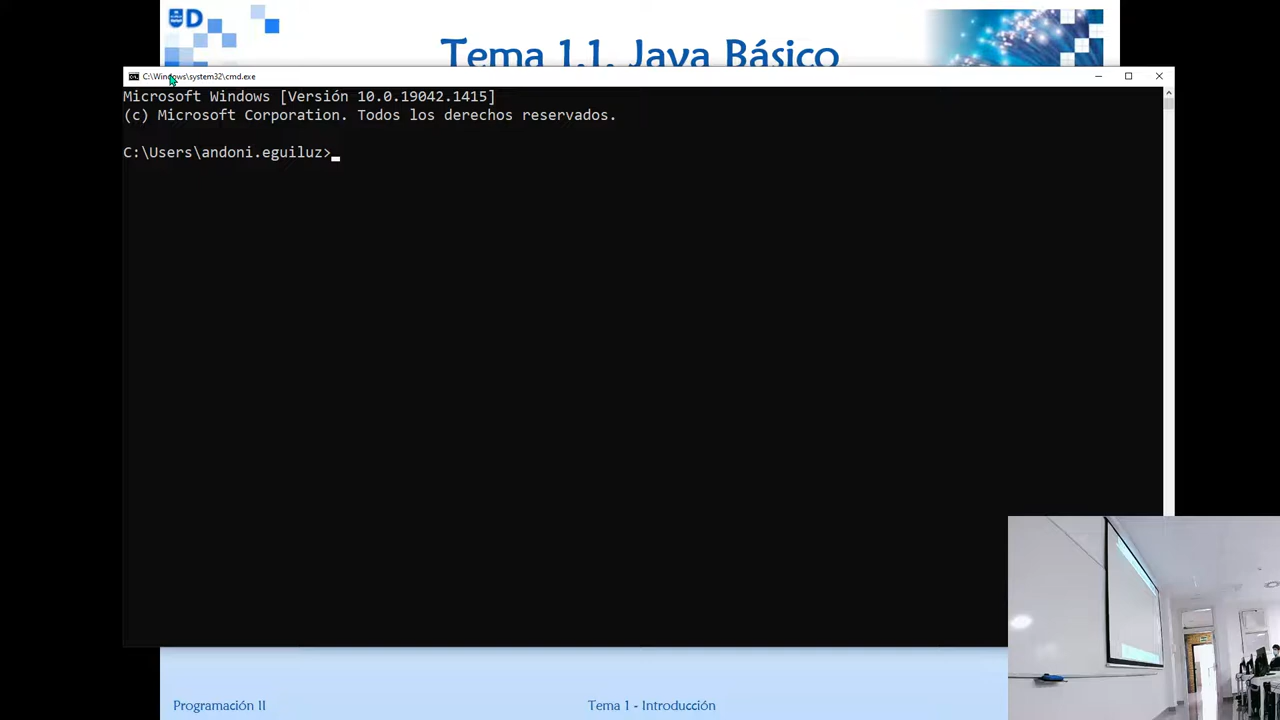 D
Tema 1.1. Java Básico
C:\Windows\system32\cmd.exe
Microsoft Windows [Versión 10.0.19042.1415]
(c) Microsoft Corporation. Todos los derechos reservados.
C:\Users\andoni.eguiluz>
Programación II
Tema 1 - Introducción